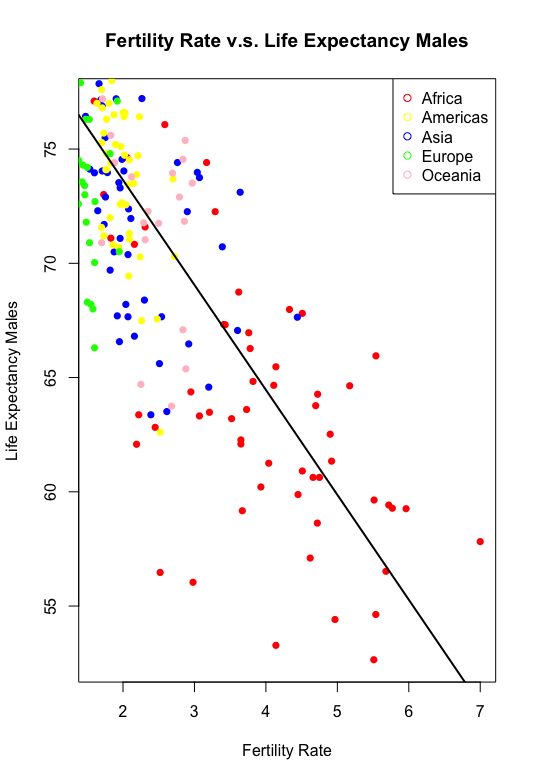 Fertility Rate v.s. Life Expectancy Males
Africa
Americas
Asia
Europe
Oceania
75
70
65
60
55
Life Expectancy Males
2 3 4 5 6 7
Fertility Rate